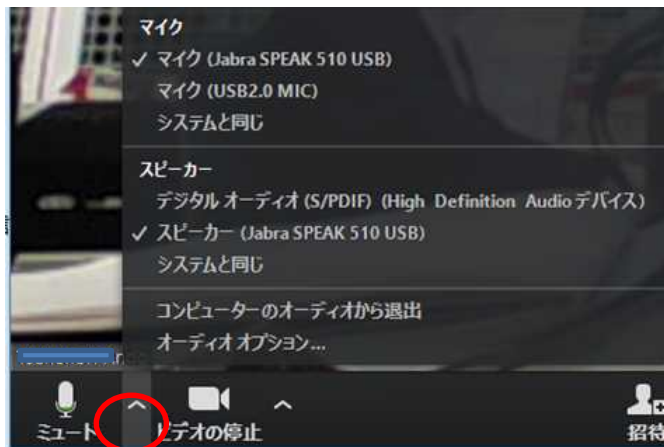 マイク
✓ マイク (Jabra SPEAK 510 USB)
マイク (USB2.0 MIC)
システムと同じ
スピーカー
デジタル オーディオ (S/PDIF) (High Definition Audioデバイス)
✓ スピーカー (Jabra SPEAK 510 USB)
システムと同じ
コンピューターのオーディオから退出
オーディオ オプション...
ミュート
ビデオの停止
招待